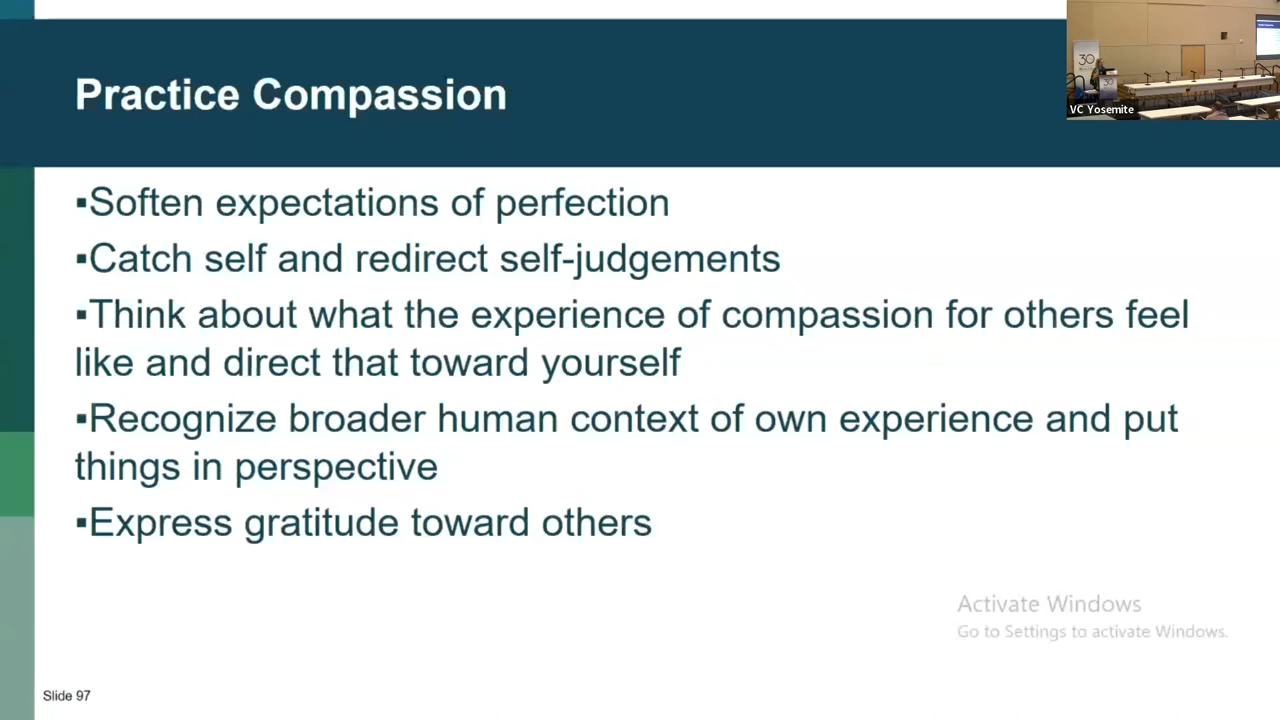 Practice Compassion
30
30
VC Yosemite
▪Soften expectations of perfection
▪Catch self and redirect self-judgements
▪Think about what the experience of compassion for others feel
like and direct that toward yourself
▪Recognize broader human context of own experience and put
things in perspective
▪Express gratitude toward others
Activate Windows
Go to Settings to activate Windows.
Slide 97